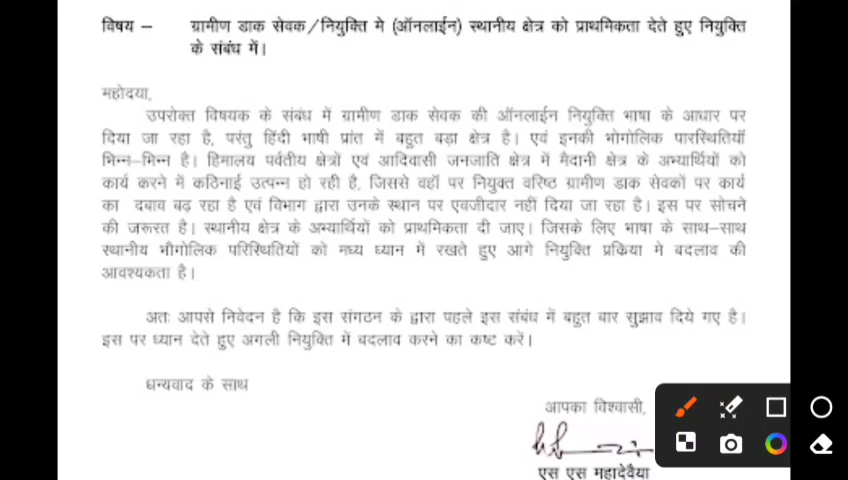 विषय – ग्रामीण डाक सेवक/नियुक्ति मे (ऑनलाईन) स्थानीय क्षेत्र को प्राथमिकता देते हुए नियुक्ति
के संबंध में।
महोदया,
उपरोक्त विषयक के संबंध में ग्रामीण डाक सेवक की ऑनलाईन नियुक्ति भाषा के आधार पर
दिया जा रहा है, परंतु हिंदी भाषी प्रांत में बहुत बड़ा क्षेत्र है। एवं इनकी भोगोलिक पारस्थितियाँ
भिन्न–भिन्न है। हिमालय पर्वतीय क्षेत्रों एवं आदिवासी जनजाति क्षेत्र में मैदानी क्षेत्र के अभ्यार्थियों को
कार्य करने में कठिनाई उत्पन्न हो रही है, जिससे वहाँ पर नियुक्त वरिष्ठ ग्रामीण डाक सेवकों पर कार्य
का दबाव बढ़ रहा है एवं विभाग द्वारा उनके स्थान पर एवजीदार नहीं दिया जा रहा है। इस पर सोचने
की जरूरत है। स्थानीय क्षेत्र के अभ्यार्थियों को प्राथमिकता दी जाए। जिसके लिए भाषा के साथ–साथ
स्थानीय भौगोलिक परिस्थितियों को मध्य ध्यान में रखते हुए आगे नियुक्ति प्रक्रिया मे बदलाव की
आवश्यकता है।
अतः आपसे निवेदन है कि इस संगठन के द्वारा पहले इस संबंध में बहुत बार सुझाव दिये गए है।
इस पर ध्यान देते हुए अगली नियुक्ति में बदलाव करने का कष्ट करें।
धन्यवाद के साथ
आपका विश्वासी,
एस एस महादेवैया